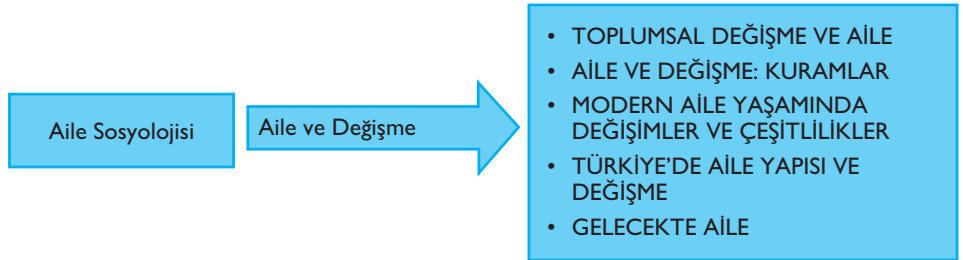 Aile Sosyolojisi
Aile ve Değişme
• TOPLUMSAL DEĞİŞME VE AİLE
• AİLE VE DEĞİŞME: KURAMLAR
• MODERN AİLE YAŞAMINDA
DEĞİŞİMLER VE ÇEŞİTLİLİKLER
• TÜRKİYE'DE AİLE YAPISI VE
DEĞİŞME
• GELECEKTE AİLE